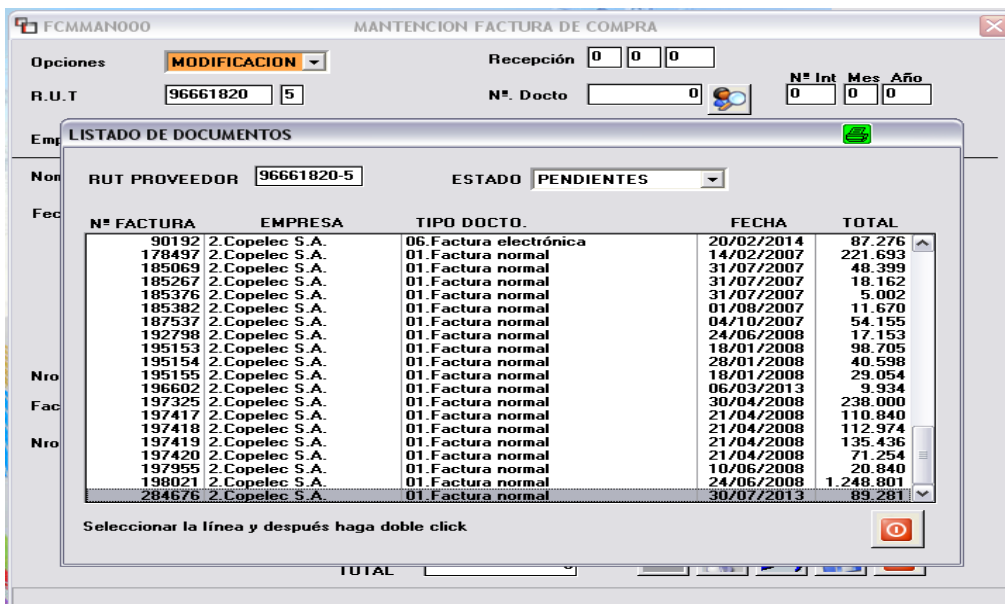 FCMMAN000 MANTENCION FACTURA DE COMPRA
Opciones MODIFICACION Recepción 0 0 0
Nº Int Mes Año
R.U.T 96661820 5 Nº. Docto 0 0 0 0
Emp
LISTADO DE DOCUMENTOS
Nom
RUT PROVEEDOR 96661820-5 ESTADO PENDIENTES
Fec
Nº FACTURA EMPRESA TIPO DOCTO. FECHA TOTAL
90192 2.Copelec S.A. 06.Factura electrónica 20/02/2014 87.276
178497 2.Copelec S.A. 01.Factura normal 14/02/2007 221.693
185069 2.Copelec S.A. 01.Factura normal 31/07/2007 48.399
185267 2.Copelec S.A. 01.Factura normal 31/07/2007 18.162
185376 2.Copelec S.A. 01.Factura normal 31/07/2007 5.002
185382 2.Copelec S.A. 01.Factura normal 01/08/2007 11.670
187537 2.Copelec S.A. 01.Factura normal 04/10/2007 54.155
192798 2.Copelec S.A. 01.Factura normal 24/06/2008 17.153
195153 2.Copelec S.A. 01.Factura normal 18/01/2008 98.705
195154 2.Copelec S.A. 01.Factura normal 28/01/2008 40.598
195155 2.Copelec S.A. 01.Factura normal 18/01/2008 29.054
196602 2.Copelec S.A. 01.Factura normal 06/03/2013 9.934
197325 2.Copelec S.A. 01.Factura normal 30/04/2008 238.000
197417 2.Copelec S.A. 01.Factura normal 21/04/2008 110.840
197418 2.Copelec S.A. 01.Factura normal 21/04/2008 112.974
197419 2.Copelec S.A. 01.Factura normal 21/04/2008 135.436
197420 2.Copelec S.A. 01.Factura normal 21/04/2008 71.254
197955 2.Copelec S.A. 01.Factura normal 10/06/2008 20.840
198021 2.Copelec S.A. 01.Factura normal 24/06/2008 1.248.801
284676 2.Copelec S.A. 01.Factura normal 30/07/2013 89.281
Nro
Fac
Nro
Seleccionar la línea y después haga doble click
TOTAL